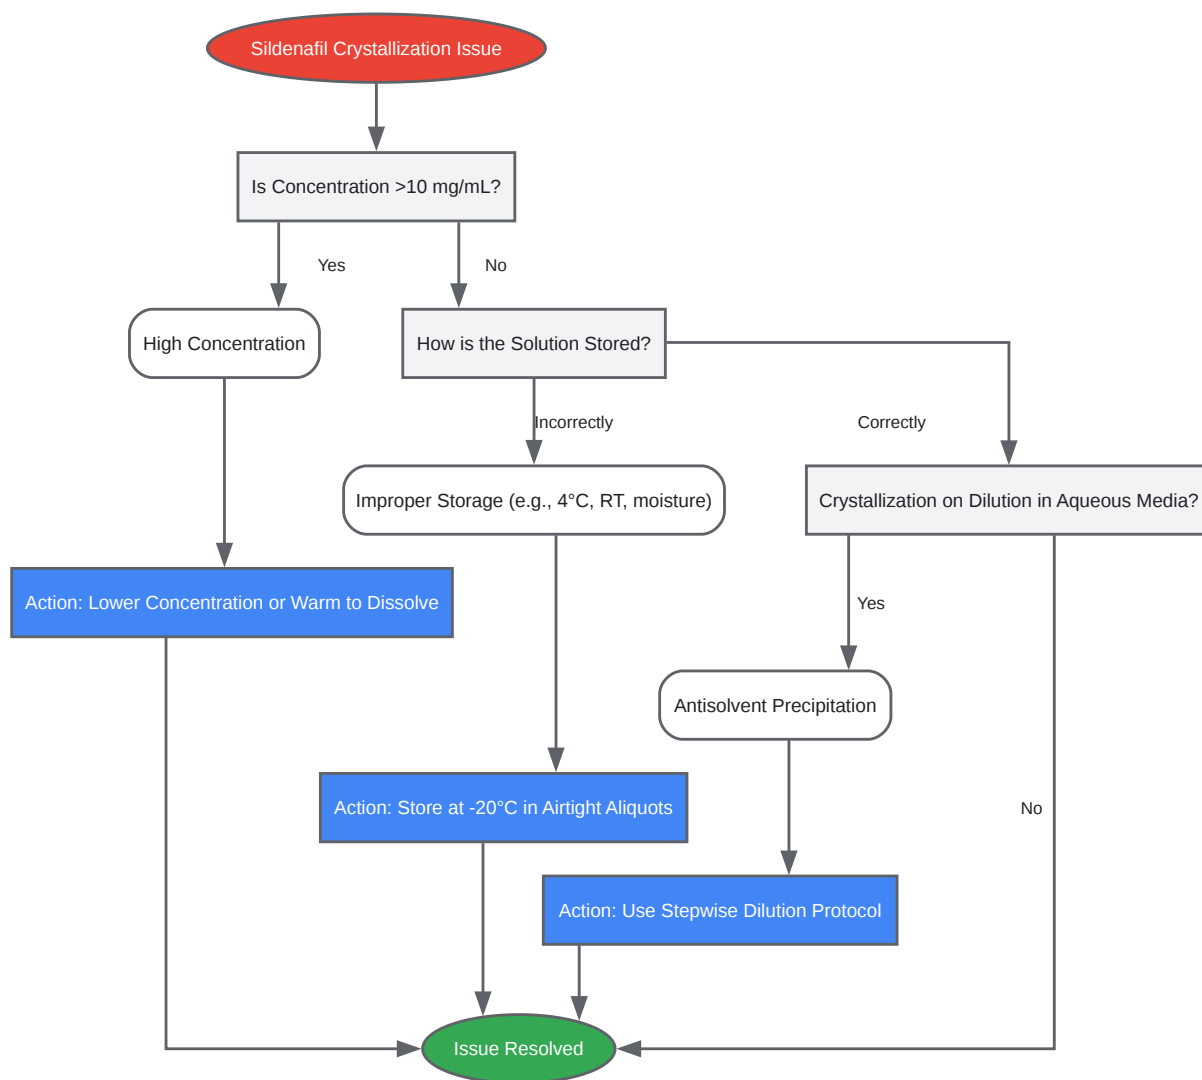 Sildenafil Crystallization Issue
Is Concentration >10 mg/mL?
Yes
No
High Concentration
How is the Solution Stored?
Incorrectly
Correctly
Improper Storage (e.g., 4°C, RT, moisture)
Crystallization on Dilution in Aqueous Media?
Action: Lower Concentration or Warm to Dissolve
Yes
Antisolvent Precipitation
Action: Store at -20°C in Airtight Aliquots
No
Action: Use Stepwise Dilution Protocol
Issue Resolved